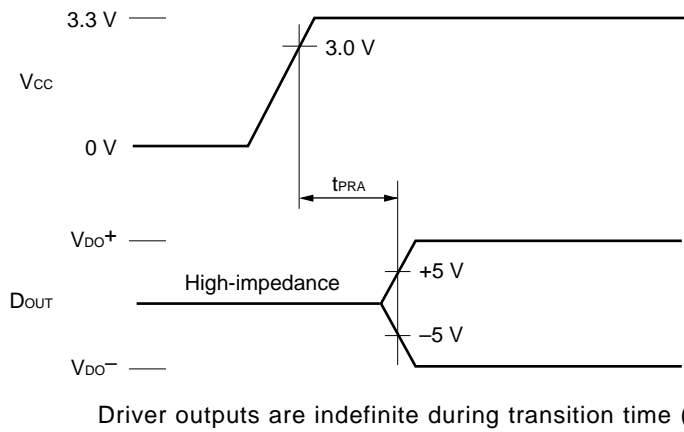 3.3 V
3.0 V
VCC
0 V
tPRA
VDO+
+5 V
High-impedance
DOUT
–5 V
VDO–
Driver outputs are indefinite during transition time (